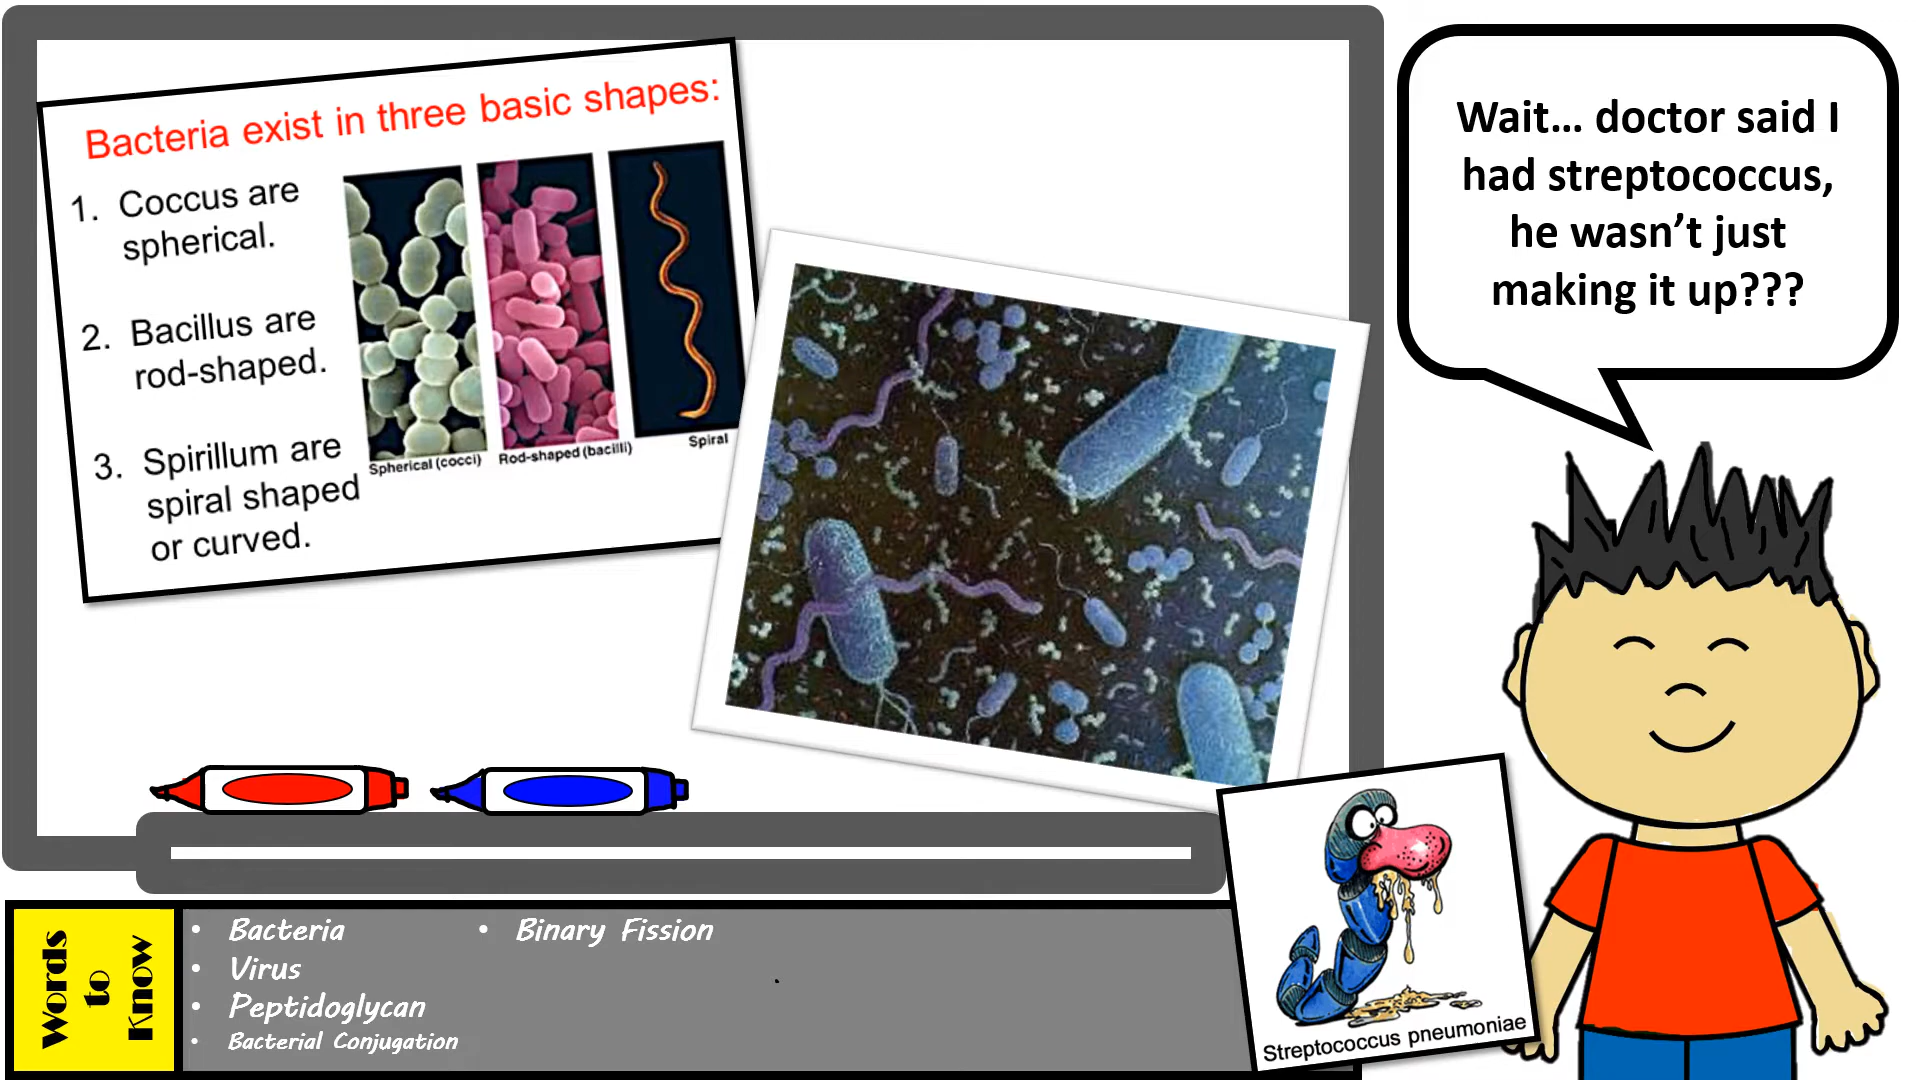 Bacteria exist in three basic shapes:
1. Coccus are
spherical.
2. Bacillus are
rod-shaped.
3. Spirillum are
spiral shaped
or curved.
Spherical (cocci)
Rod-shaped (bacilli)
Spiral
Wait... doctor said I
had streptococcus,
he wasn’t just
making it up???
Streptococcus pneumoniae
Words
to
Know
• Bacteria
• Virus
• Peptidoglycan
• Bacterial Conjugation
• Binary Fission